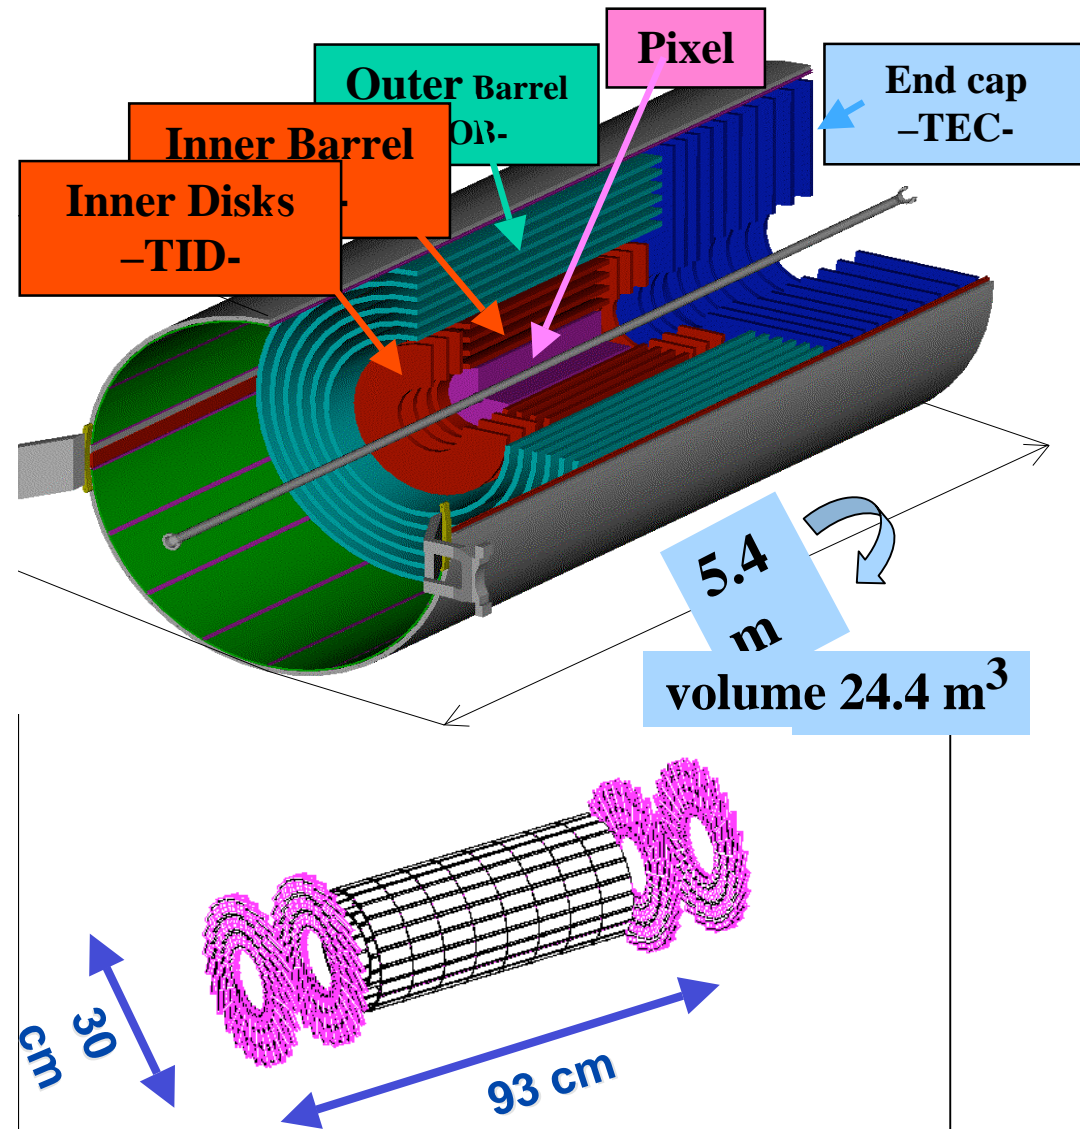 Pixel
Outer Barrel
End cap
–TEC-
Inner Barrel
Inner Disks
–TID-
5.4
m
volume 24.4 m³
30
cm
93 cm